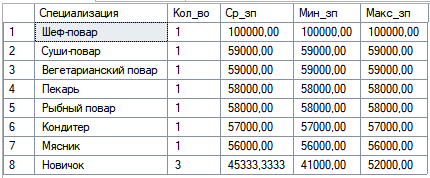 Специализация Кол_во Ср_зп Мин_зп Макс_зп
1 Шеф-повар 1 100000,00 100000,00 100000,00
2 Суши-повар 1 59000,00 59000,00 59000,00
3 Вегетарианский повар 1 59000,00 59000,00 59000,00
4 Пекарь 1 58000,00 58000,00 58000,00
5 Рыбный повар 1 58000,00 58000,00 58000,00
6 Кондитер 1 57000,00 57000,00 57000,00
7 Мясник 1 56000,00 56000,00 56000,00
8 Новичок 3 45333,3333 41000,00 52000,00